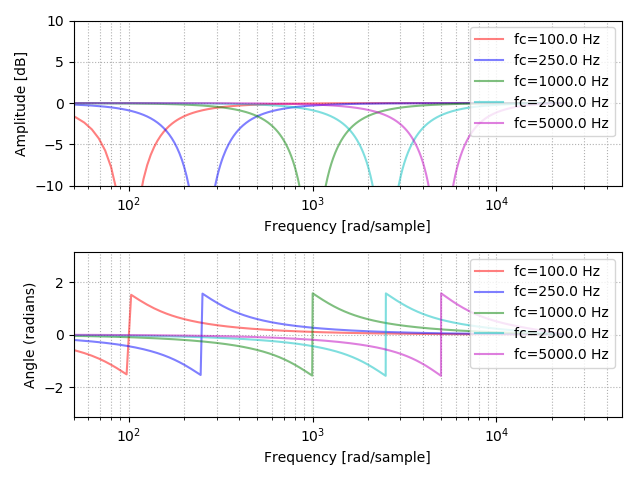 10
5
0
−5
−10
Amplitude [dB]
fc=100.0 Hz
fc=250.0 Hz
fc=1000.0 Hz
fc=2500.0 Hz
fc=5000.0 Hz
10²
10³
10⁴
Frequency [rad/sample]
2
0
−2
Angle (radians)
fc=100.0 Hz
fc=250.0 Hz
fc=1000.0 Hz
fc=2500.0 Hz
fc=5000.0 Hz
10²
10³
10⁴
Frequency [rad/sample]